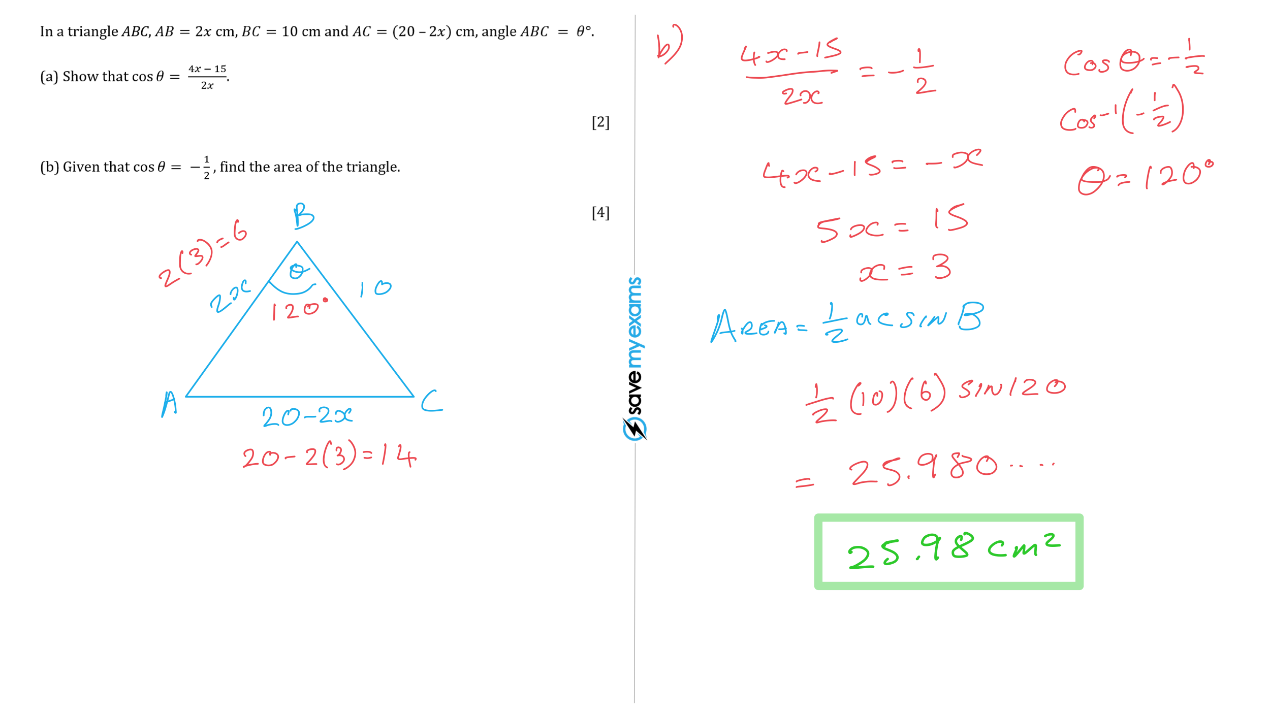 In a triangle ABC, AB = 2x cm, BC = 10 cm and AC = (20 – 2x) cm, angle ABC = θ°.
(a) Show that cos θ = (4x − 15)/(2x).
[2]
(b) Given that cos θ = −1/2, find the area of the triangle.
[4]
B
2(3)=6
2x
θ
10
120°
A
C
20-2x
20-2(3)=14
save my exams
b)
(4x-15)/(2x) = -1/2
4x-15 = -x
5x = 15
x = 3
Cos θ = -1/2
Cos⁻¹(-1/2)
θ = 120°
AREA = 1/2 ac SIN B
1/2 (10)(6) SIN 120
= 25.980....
25.98 cm²